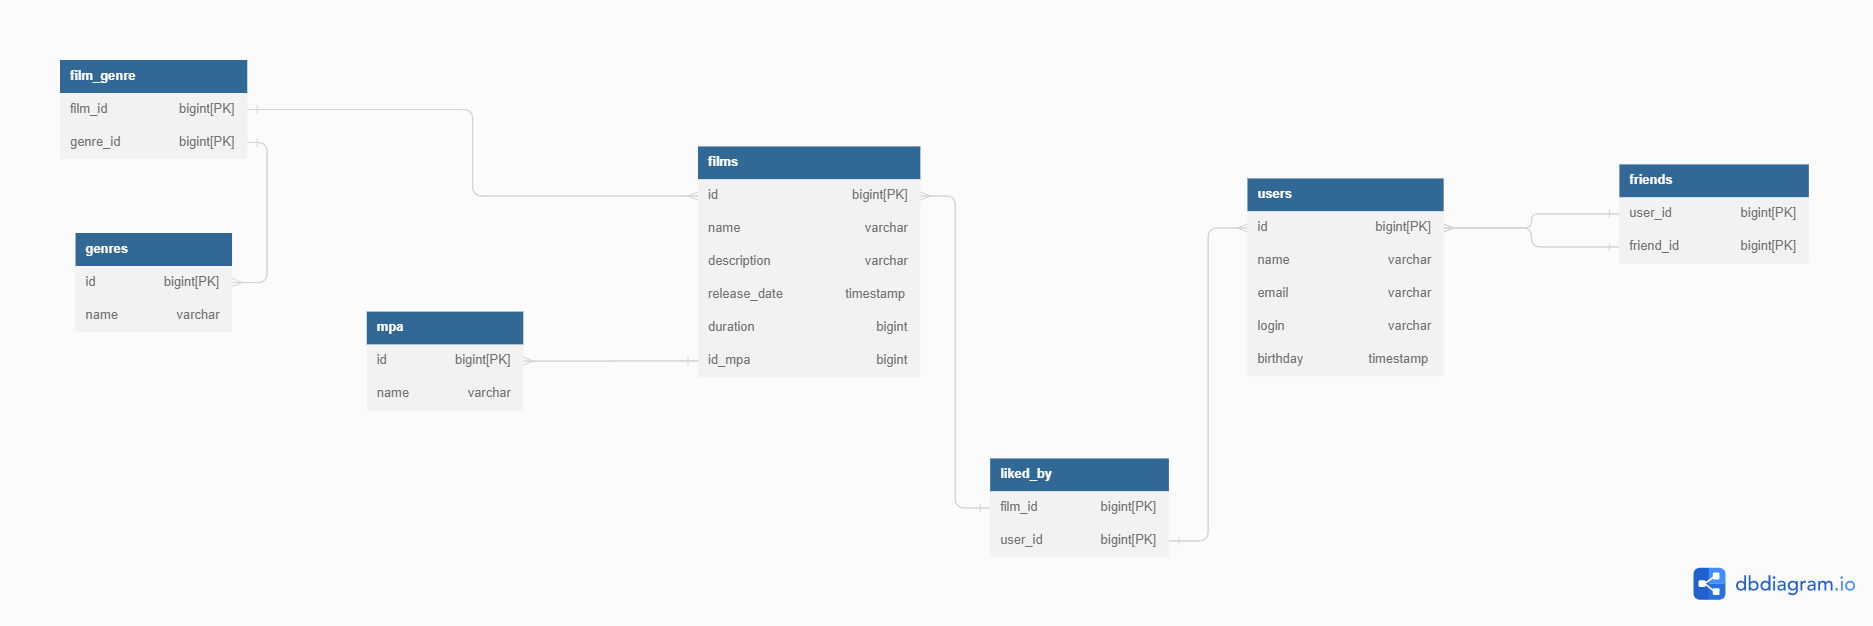 film_genre
film_id bigint[PK]
genre_id bigint[PK]
genres
id bigint[PK]
name varchar
mpa
id bigint[PK]
name varchar
films
id bigint[PK]
name varchar
description varchar
release_date timestamp
duration bigint
id_mpa bigint
liked_by
film_id bigint[PK]
user_id bigint[PK]
users
id bigint[PK]
name varchar
email varchar
login varchar
birthday timestamp
friends
user_id bigint[PK]
friend_id bigint[PK]
dbdiagram.io